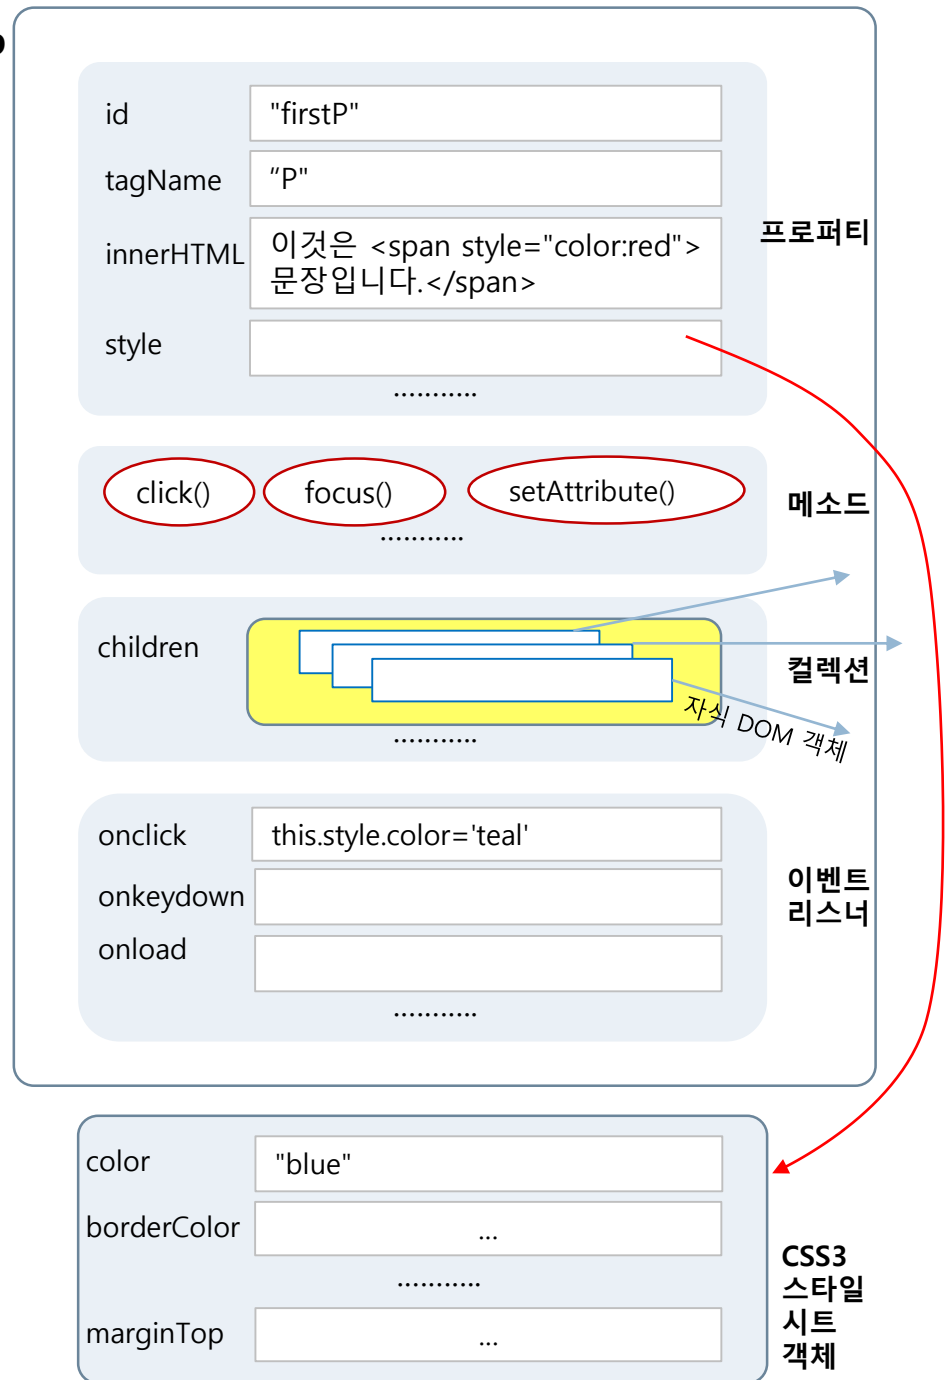 p
id
"firstP"
tagName
“P"
프로퍼티
innerHTML
이것은 <span style="color:red">
문장입니다.</span>
style
...........
click()
focus()
setAttribute()
메소드
...........
children
컬렉션
자식 DOM 객체
...........
onclick
this.style.color='teal'
onkeydown
이벤트
리스너
onload
...........
color
"blue"
borderColor
...
...........
CSS3
스타일
시트
객체
marginTop
...